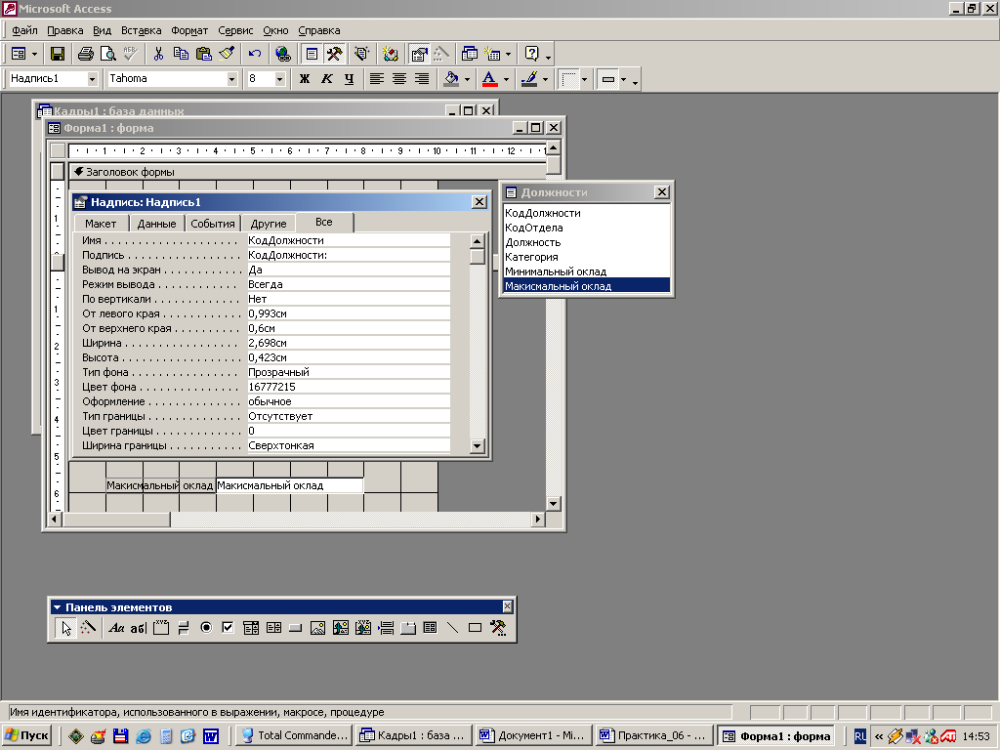 Microsoft Access
Файл Правка Вид Вставка Формат Сервис Окно Справка
Надпись1 Tahoma 8 Ж К Ч
Кадры1 : база данных
Форма1 : форма
1 2 3 4 5 6 7 8 9 10 11 12
Заголовок формы
Надпись: Надпись1
Макет Данные События Другие Все
Имя КодДолжности
Подпись КодДолжности:
Вывод на экран Да
Режим вывода Всегда
По вертикали Нет
От левого края 0,993см
От верхнего края 0,6см
Ширина 2,698см
Высота 0,423см
Тип фона Прозрачный
Цвет фона 16777215
Оформление обычное
Тип границы Отсутствует
Цвет границы 0
Ширина границы Сверхтонкая
Должности
КодДолжности
КодОтдела
Должность
Категория
Минимальный оклад
Макисмальный оклад
1
1
2
3
4
5
6
Макисмальный оклад Макисмальный оклад
Панель элементов
Aa аб|
Имя идентификатора, использованного в выражении, макросе, процедуре
Пуск Total Commande... Кадры1 : база ... Документ1 - Mi... Практика_06 - ... Форма1 : форма RU « 14:53